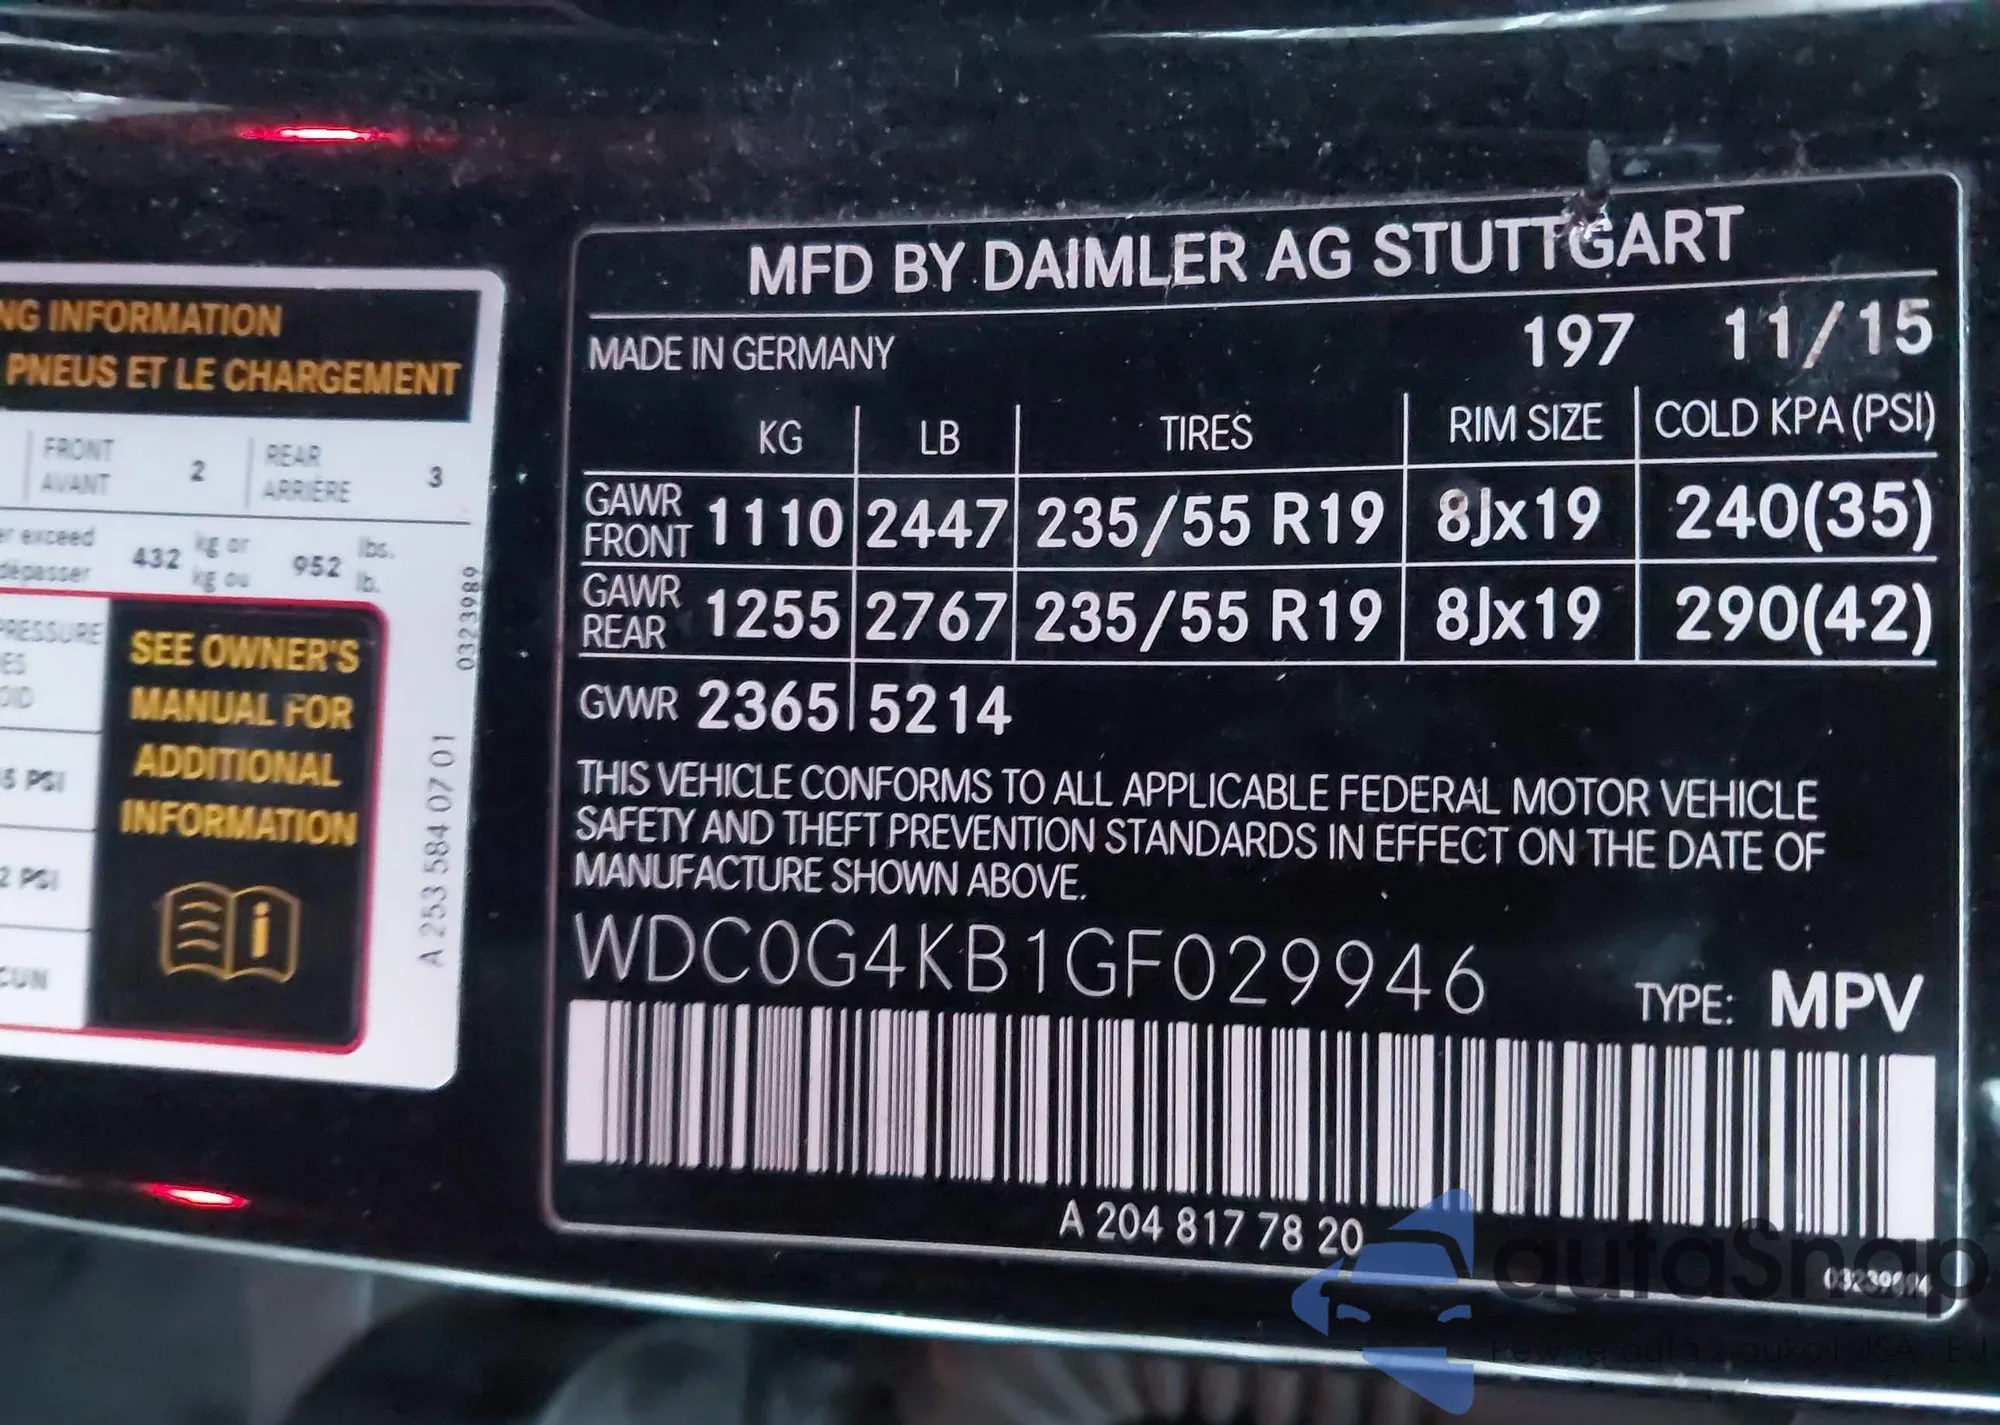 NG INFORMATION
PNEUS ET LE CHARGEMENT
FRONT
AVANT
2
REAR
ARRIÈRE
3
er exceed
dépasser
432
kg or
kg ou
952
lbs.
lb.
PRESSURE
SEE OWNER'S
MANUAL FOR
ADDITIONAL
INFORMATION
5 PSI
2 PSI
CUN
0323989
A 253 584 07 01
MFD BY DAIMLER AG STUTTGART
MADE IN GERMANY 197 11/15
KG LB TIRES RIM SIZE COLD KPA (PSI)
GAWR
FRONT 1110 2447 235/55 R19 8Jx19 240(35)
GAWR
REAR 1255 2767 235/55 R19 8Jx19 290(42)
GVWR 2365 5214
THIS VEHICLE CONFORMS TO ALL APPLICABLE FEDERAL MOTOR VEHICLE
SAFETY AND THEFT PREVENTION STANDARDS IN EFFECT ON THE DATE OF
MANUFACTURE SHOWN ABOVE.
WDC0G4KB1GF029946
TYPE: MPV
A 204 817 78 20
autaSnap